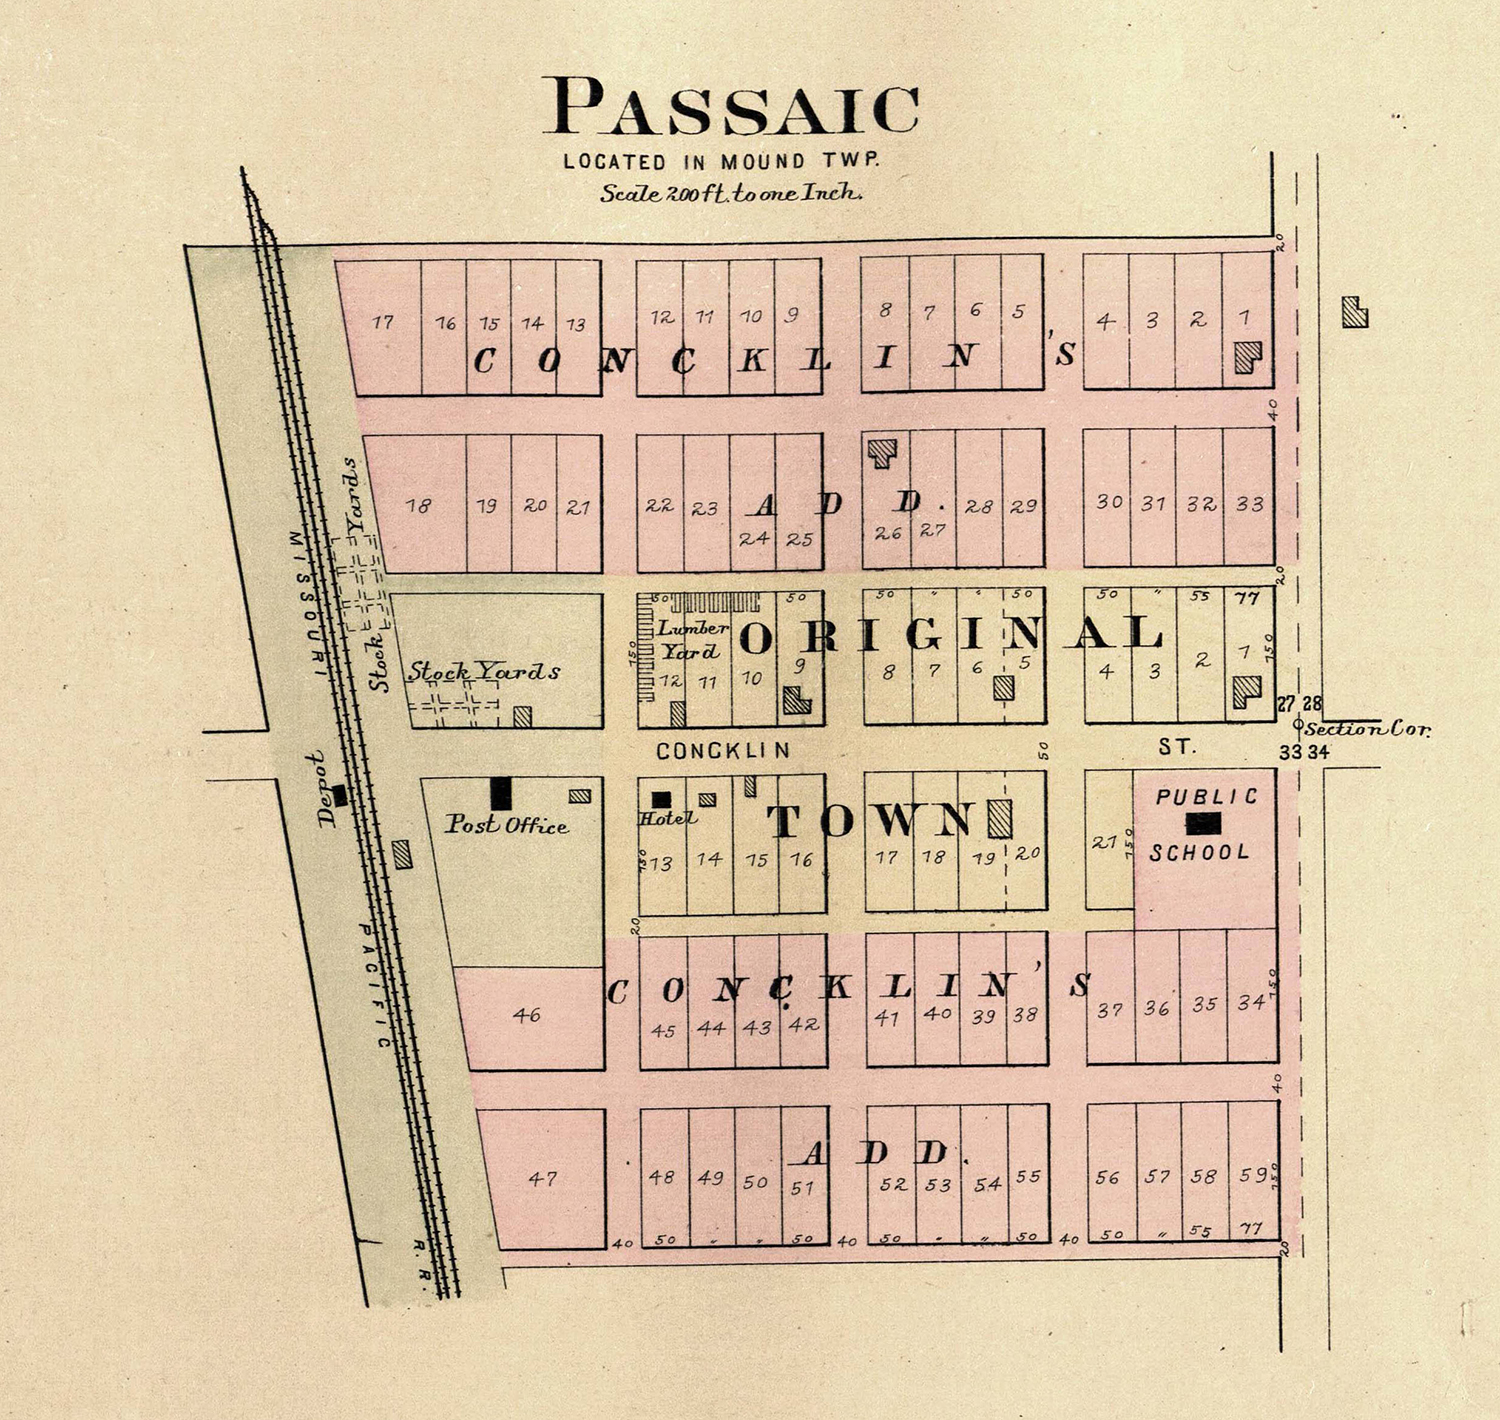 PASSAIC
LOCATED IN MOUND TWP.
Scale 200 ft. to one Inch.
20
17 16 15 14 13 12 11 10 9 8 7 6 5 4 3 2 1
CONCKLIN'S
40
18 19 20 21 22 23 24 25 26 27 28 29 30 31 32 33
ADD.
Stock Yards
MISSOURI PACIFIC R. R.
20
50 50 50 " " 50 50 " 55 77
Lumber
Yard
ORIGINAL
150
150
12 11 10 9 8 7 6 5 4 3 2 1
Stock Yards
27 28
Section Cor.
33 34
CONCKLIN ST.
50
Depot
Post Office
Hotel
TOWN
PUBLIC
SCHOOL
150
13 14 15 16 17 18 19 20 21
150
20
CONCKLIN'S
46 45 44 43 42 41 40 39 38 37 36 35 34
150
40
ADD.
47 48 49 50 51 52 53 54 55 56 57 58 59
150
40 50 " " 50 40 50 " " 50 40 50 " 55 77
20